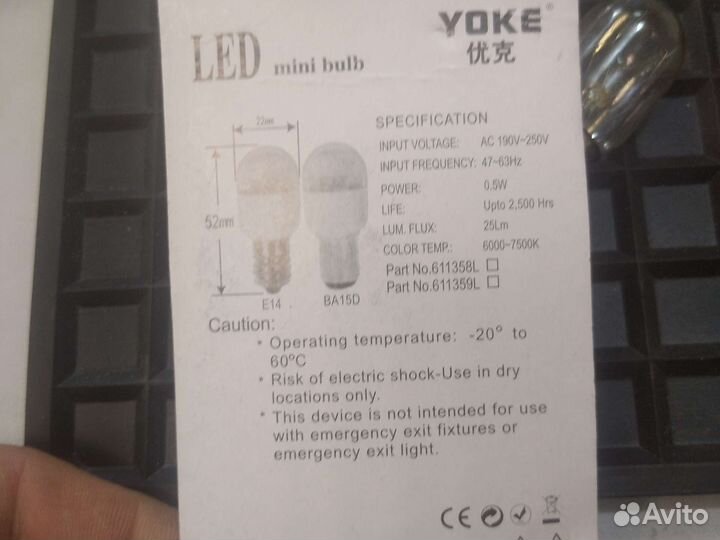 LED mini bulb
YOKE®
优克
22mm
52mm
E14
BA15D
SPECIFICATION
INPUT VOLTAGE: AC 190V~250V
INPUT FREQUENCY: 47~63Hz
POWER: 0.5W
LIFE: Upto 2,500 Hrs
LUM. FLUX: 25Lm
COLOR TEMP.: 6000~7500K
Part No.611358L
Part No.611359L
Caution:
* Operating temperature: -20° to
60°C
* Risk of electric shock-Use in dry
locations only.
* This device is not intended for use
with emergency exit fixtures or
emergency exit light.
CE
Avito